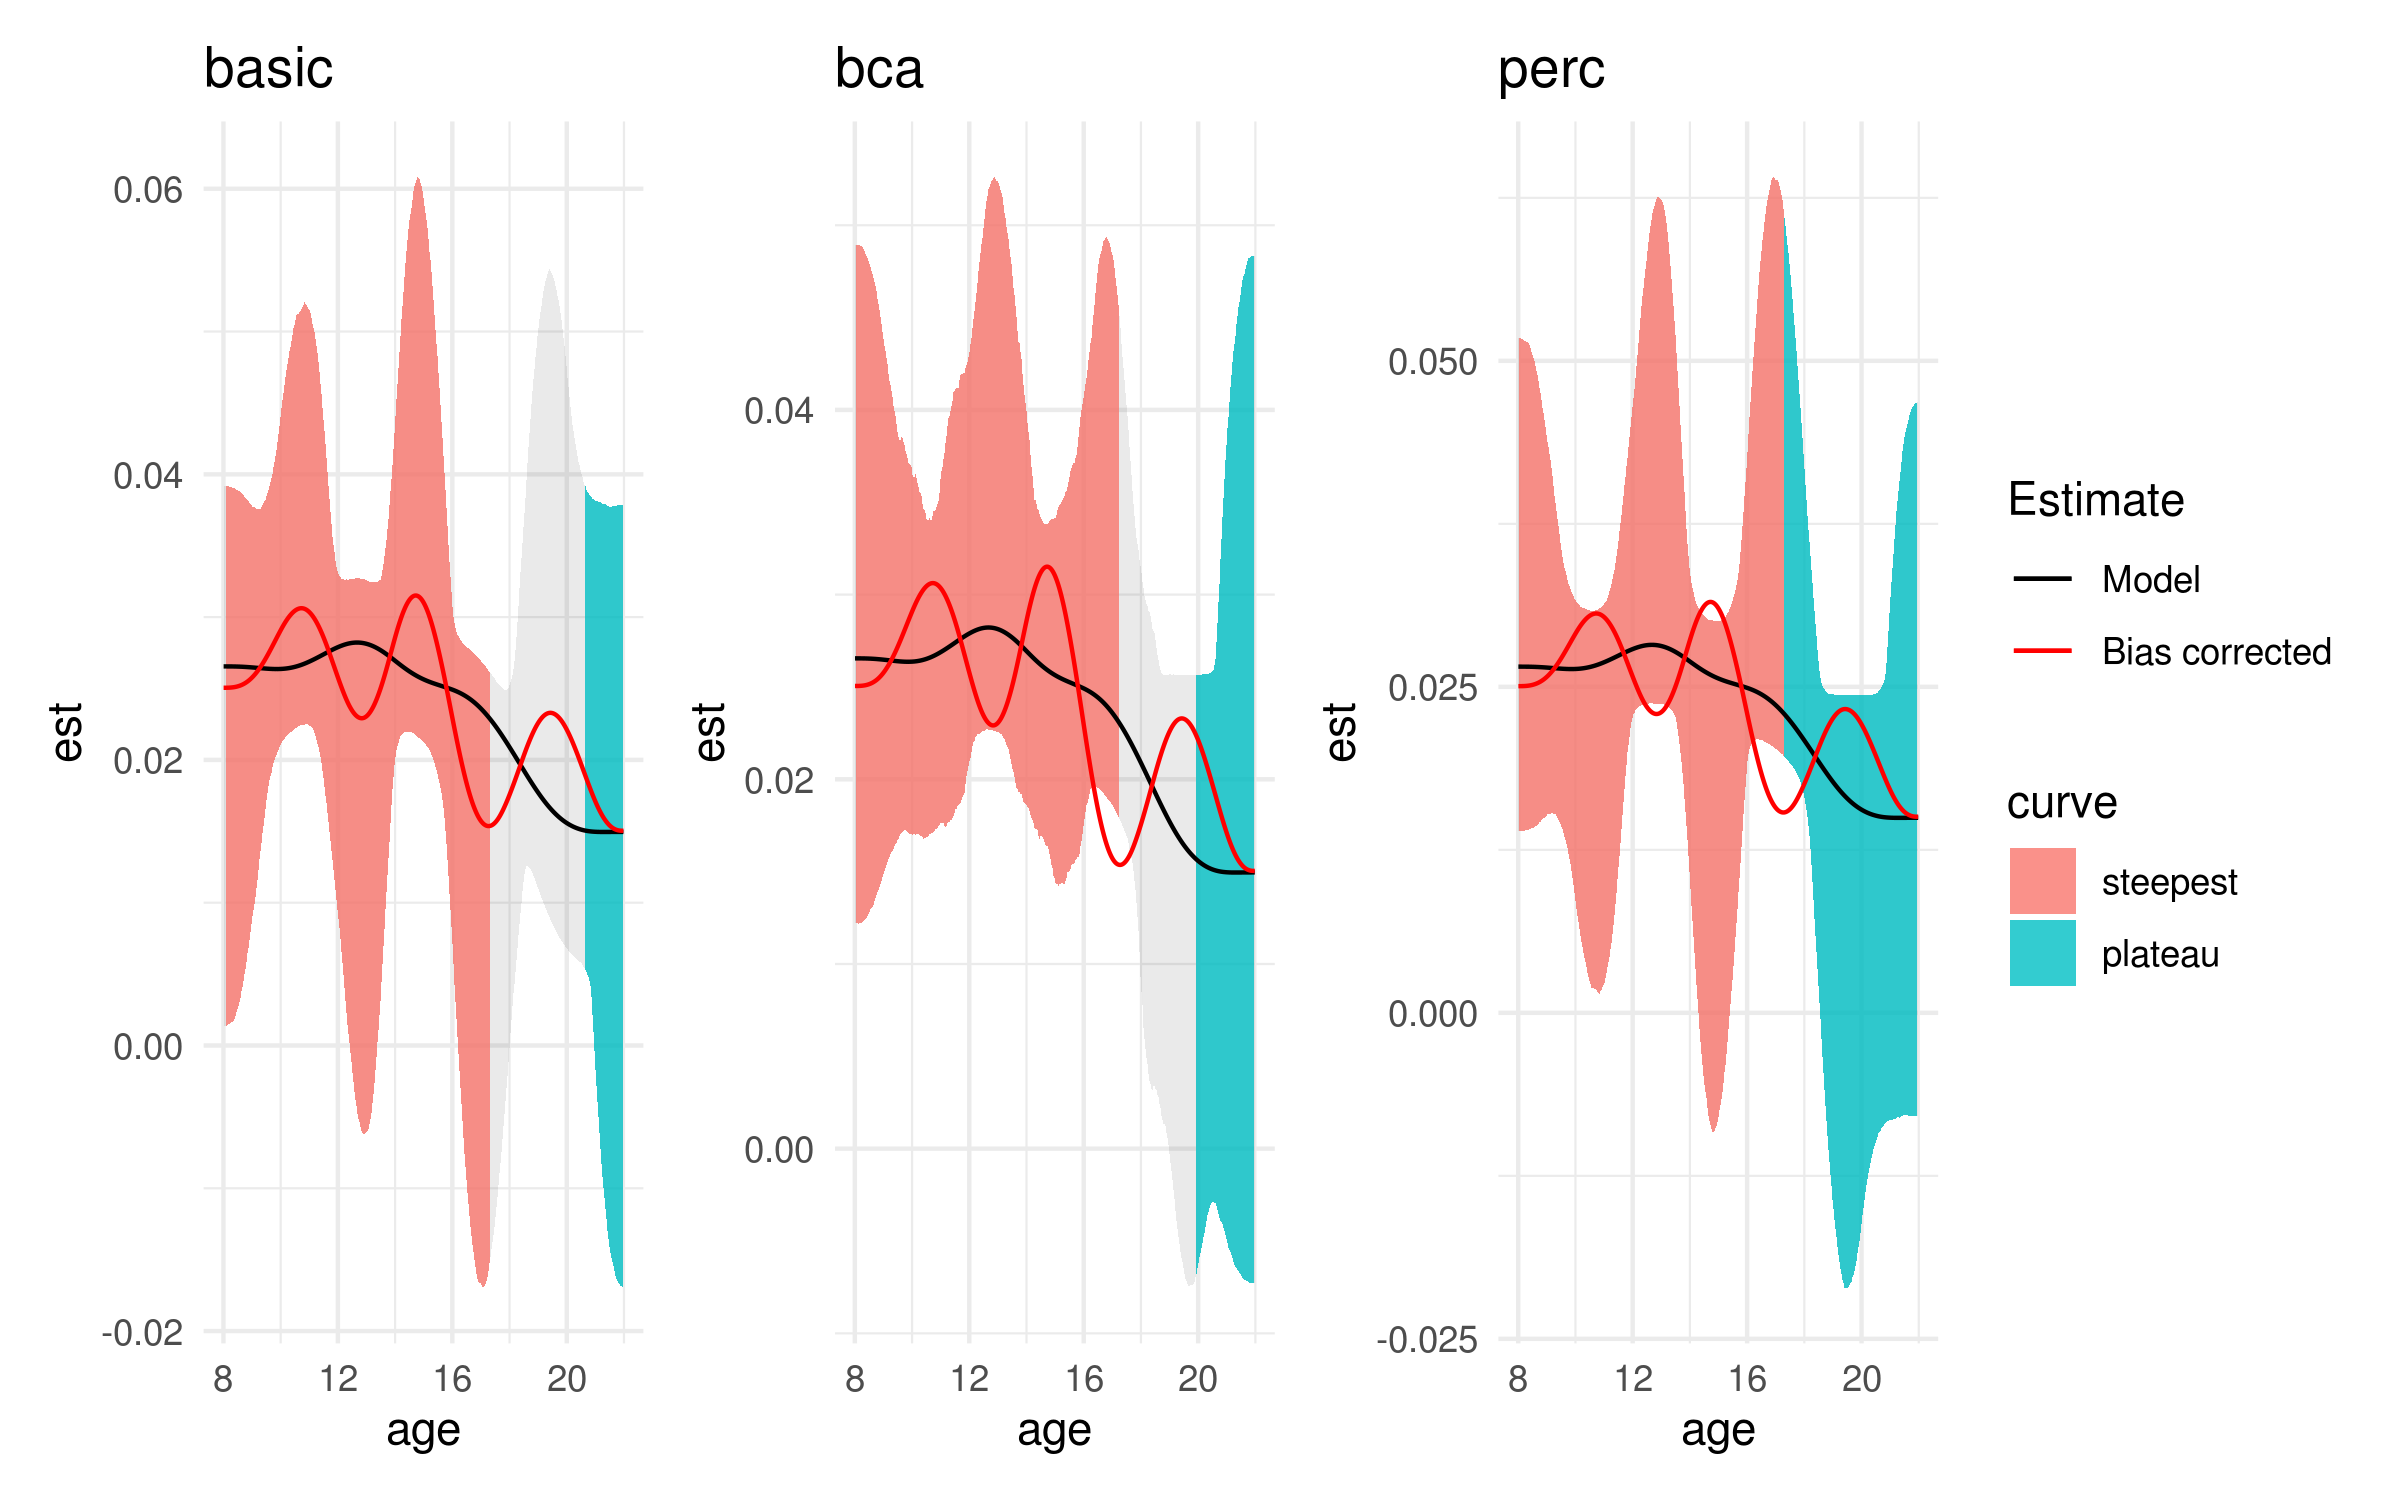 basic
bca
perc
0.06
0.04
0.02
0.00
-0.02
est
8 12 16 20
age
0.04
0.02
0.00
est
8 12 16 20
age
0.050
0.025
0.000
-0.025
est
8 12 16 20
age
Estimate
Model
Bias corrected
curve
steepest
plateau